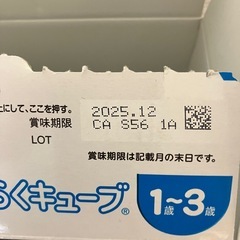 上にして、ここを押す。
賞味期限 2025.12
LOT CA S56 1A
賞味期限は記載月の末日です。
らくキューブ®
1歳~3歳